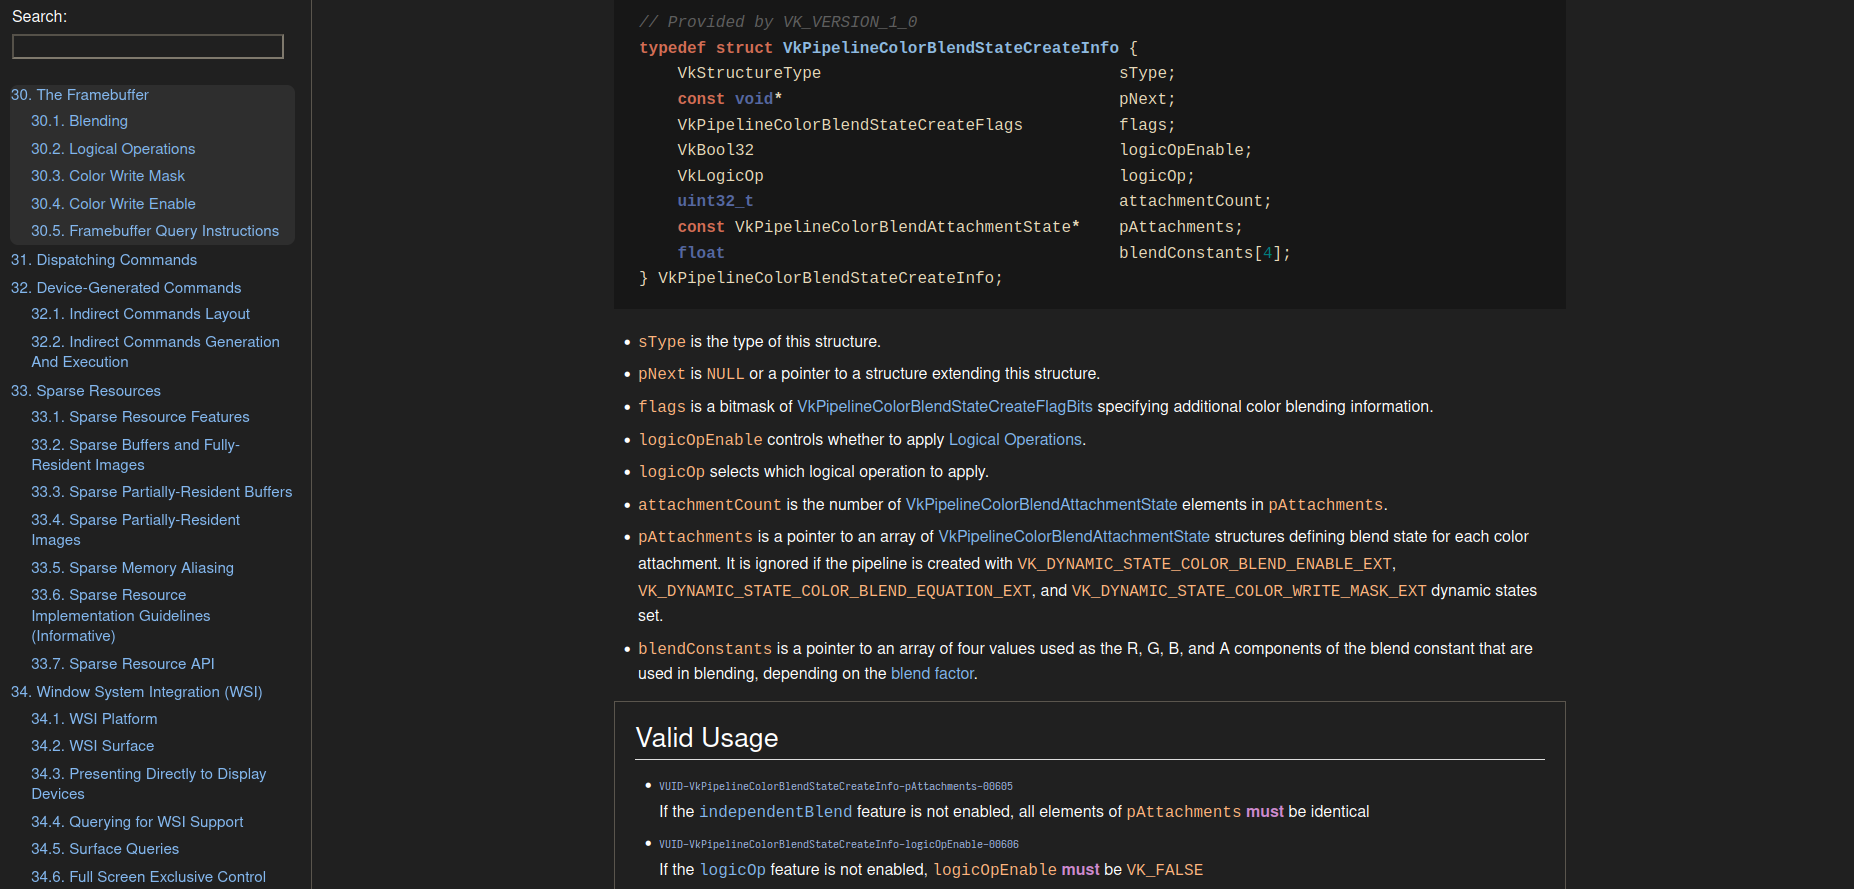 Search:
30. The Framebuffer
30.1. Blending
30.2. Logical Operations
30.3. Color Write Mask
30.4. Color Write Enable
30.5. Framebuffer Query Instructions
31. Dispatching Commands
32. Device-Generated Commands
32.1. Indirect Commands Layout
32.2. Indirect Commands Generation
And Execution
33. Sparse Resources
33.1. Sparse Resource Features
33.2. Sparse Buffers and Fully-
Resident Images
33.3. Sparse Partially-Resident Buffers
33.4. Sparse Partially-Resident
Images
33.5. Sparse Memory Aliasing
33.6. Sparse Resource
Implementation Guidelines
(Informative)
33.7. Sparse Resource API
34. Window System Integration (WSI)
34.1. WSI Platform
34.2. WSI Surface
34.3. Presenting Directly to Display
Devices
34.4. Querying for WSI Support
34.5. Surface Queries
34.6. Full Screen Exclusive Control
// Provided by VK_VERSION_1_0
typedef struct VkPipelineColorBlendStateCreateInfo {
VkStructureType sType;
const void* pNext;
VkPipelineColorBlendStateCreateFlags flags;
VkBool32 logicOpEnable;
VkLogicOp logicOp;
uint32_t attachmentCount;
const VkPipelineColorBlendAttachmentState* pAttachments;
float blendConstants[4];
} VkPipelineColorBlendStateCreateInfo;
• sType is the type of this structure.
• pNext is NULL or a pointer to a structure extending this structure.
• flags is a bitmask of VkPipelineColorBlendStateCreateFlagBits specifying additional color blending information.
• logicOpEnable controls whether to apply Logical Operations.
• logicOp selects which logical operation to apply.
• attachmentCount is the number of VkPipelineColorBlendAttachmentState elements in pAttachments.
• pAttachments is a pointer to an array of VkPipelineColorBlendAttachmentState structures defining blend state for each color
attachment. It is ignored if the pipeline is created with VK_DYNAMIC_STATE_COLOR_BLEND_ENABLE_EXT,
VK_DYNAMIC_STATE_COLOR_BLEND_EQUATION_EXT, and VK_DYNAMIC_STATE_COLOR_WRITE_MASK_EXT dynamic states
set.
• blendConstants is a pointer to an array of four values used as the R, G, B, and A components of the blend constant that are
used in blending, depending on the blend factor.
Valid Usage
• VUID-VkPipelineColorBlendStateCreateInfo-pAttachments-00605
If the independentBlend feature is not enabled, all elements of pAttachments must be identical
• VUID-VkPipelineColorBlendStateCreateInfo-logicOpEnable-00606
If the logicOp feature is not enabled, logicOpEnable must be VK_FALSE